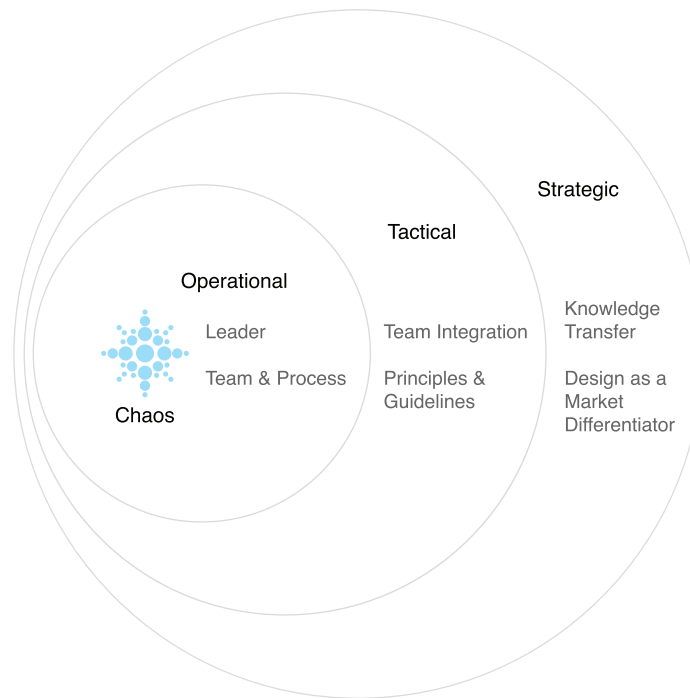 Strategic
Tactical
Operational
Leader
Team & Process
Chaos
Team Integration
Principles &
Guidelines
Knowledge
Transfer
Design as a
Market
Differentiator